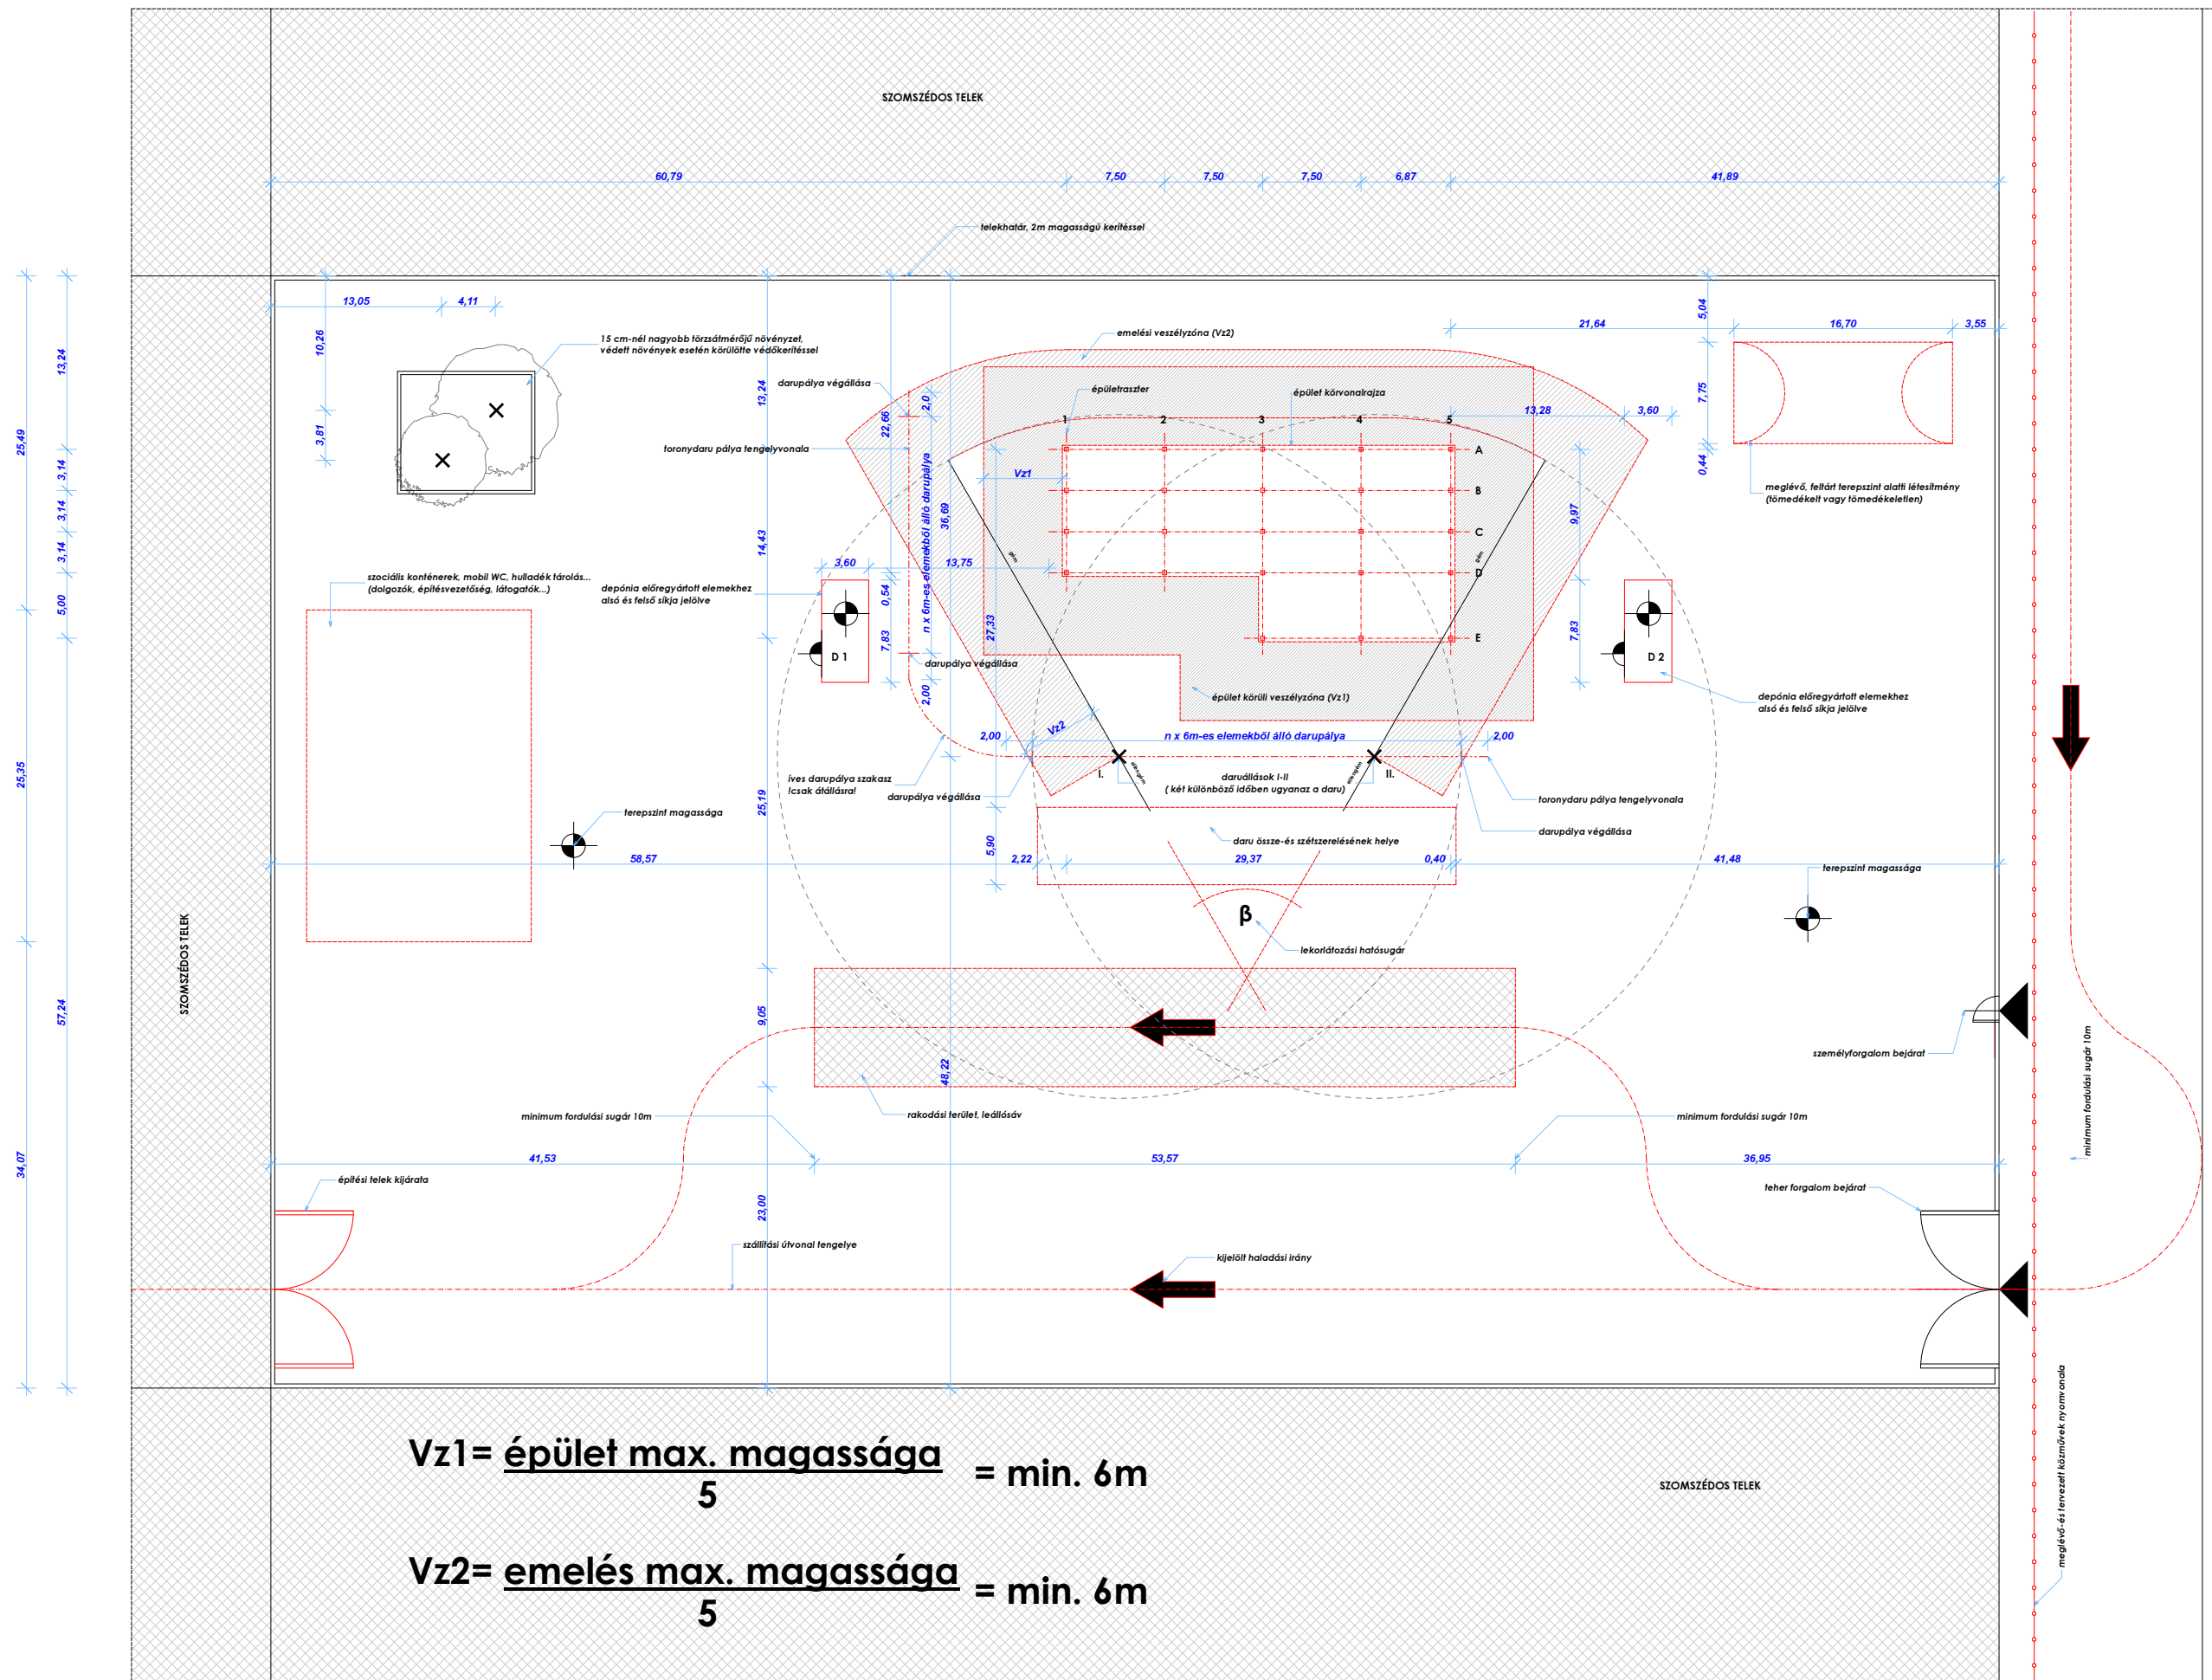 SZOMSZÉDOS TELEK
60,79
7,50
7,50
7,50
6,87
41,89
telekhatár, 2m magasságú kerítéssel
13,05
4,11
10,26
3,81
15 cm-nél nagyobb törzsátmérőjű növényzet,
védett növények esetén körülötte védőkerítéssel
emelési veszélyzóna (Vz2)
21,64
16,70
3,55
5,04
7,75
0,44
25,49
13,24
3,14
3,14
3,14
5,00
25,35
57,24
34,07
13,24
14,43
25,19
9,05
23,00
22,66
0,54
7,83
2,0
n x 6m-es elemekből álló darupálya
2,00
36,69
48,22
27,33
5,90
darupálya végállása
épületraszter
épület körvonalrajza
13,28
3,60
1
2
3
4
5
toronydaru pálya tengelyvonala
A
Vz1
B
C
D
E
9,97
7,83
meglévő, feltárt terepszint alatti létesítmény
(tömedékelt vagy tömedékeletlen)
gém
gém
3,60
13,75
szociális konténerek, mobil WC, hulladék tárolás...
(dolgozók, építésvezetőség, látogatók...)
depónia előregyártott elemekhez
alsó és felső síkja jelölve
D 1
darupálya végállása
D 2
épület körüli veszélyzóna (Vz1)
depónia előregyártott elemekhez
alsó és felső síkja jelölve
Vz2
2,00
n x 6m-es elemekből álló darupálya
2,00
I.
ellengém
daruállások I-II
( két különböző időben ugyanaz a daru)
ellengém
II.
íves darupálya szakasz
!csak átállásra!
darupálya végállása
toronydaru pálya tengelyvonala
terepszint magassága
darupálya végállása
daru össze-és szétszerelésének helye
58,57
2,22
29,37
0,40
41,48
terepszint magassága
β
lekorlátozási hatósugár
SZOMSZÉDOS TELEK
személyforgalom bejárat
minimum fordulási sugár 10m
rakodási terület, leállósáv
minimum fordulási sugár 10m
minimum fordulási sugár 10m
41,53
53,57
36,95
építési telek kijárata
teher forgalom bejárat
szállítási útvonal tengelye
kijelölt haladási irány
meglévő-és tervezett közművek nyomvonala
Vz1= épület max. magassága = min. 6m
5
SZOMSZÉDOS TELEK
Vz2= emelés max. magassága = min. 6m
5